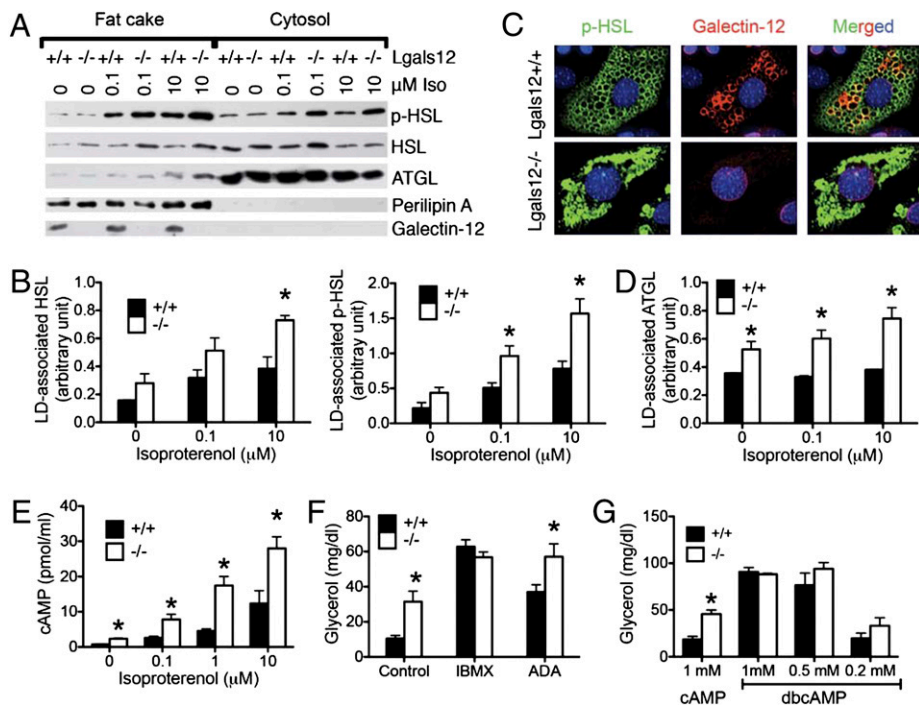 A
Fat cake Cytosol
+/+ -/- +/+ -/- +/+ -/- +/+ -/- +/+ -/- +/+ -/- Lgals12
0 0 0.1 0.1 10 10 0 0 0.1 0.1 10 10 μM Iso
p-HSL
HSL
ATGL
Perilipin A
Galectin-12
C
p-HSL Galectin-12 Merged
Lgals12+/+
Lgals12-/-
B
LD-associated HSL
(arbitrary unit)
1.0
0.8
0.6
0.4
0.2
0.0
+/+
-/-
*
0 0.1 10
Isoproterenol (μM)
LD-associated p-HSL
(arbitray unit)
2.0
1.5
1.0
0.5
0.0
+/+
-/-
* *
0 0.1 10
Isoproterenol (μM)
D
LD-associated ATGL
(arbitrary unit)
1.0
0.8
0.6
0.4
0.2
0.0
+/+
-/-
* * *
0 0.1 10
Isoproterenol (μM)
E
cAMP (pmol/ml)
40
30
20
10
0
+/+
-/-
* * * *
0 0.1 1 10
Isoproterenol (μM)
F
Glycerol (mg/dl)
80
60
40
20
0
+/+
-/-
* *
Control IBMX ADA
G
Glycerol (mg/dl)
150
100
50
0
+/+
-/-
*
1 mM 1mM 0.5 mM 0.2 mM
cAMP dbcAMP